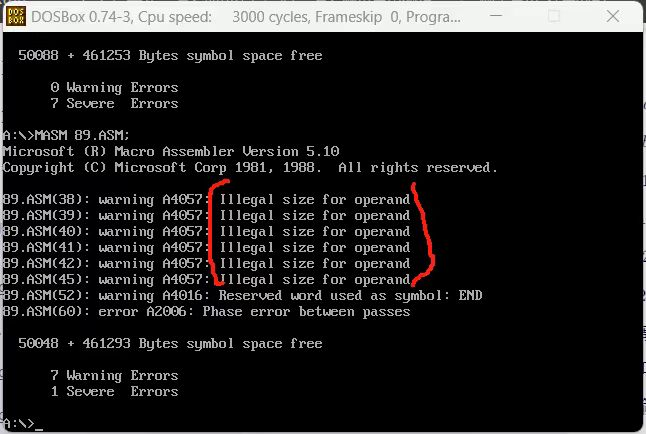 DOS
BOX
DOSBox 0.74-3, Cpu speed: 3000 cycles, Frameskip 0, Progra...
50088 + 461253 Bytes symbol space free
0 Warning Errors
7 Severe Errors
A:\>MASM 89.ASM;
Microsoft (R) Macro Assembler Version 5.10
Copyright (C) Microsoft Corp 1981, 1988. All rights reserved.
89.ASM(38): warning A4057: Illegal size for operand
89.ASM(39): warning A4057: Illegal size for operand
89.ASM(40): warning A4057: Illegal size for operand
89.ASM(41): warning A4057: Illegal size for operand
89.ASM(42): warning A4057: Illegal size for operand
89.ASM(45): warning A4057: Illegal size for operand
89.ASM(52): warning A4016: Reserved word used as symbol: END
89.ASM(60): error A2006: Phase error between passes
50048 + 461293 Bytes symbol space free
7 Warning Errors
1 Severe Errors
A:\>_